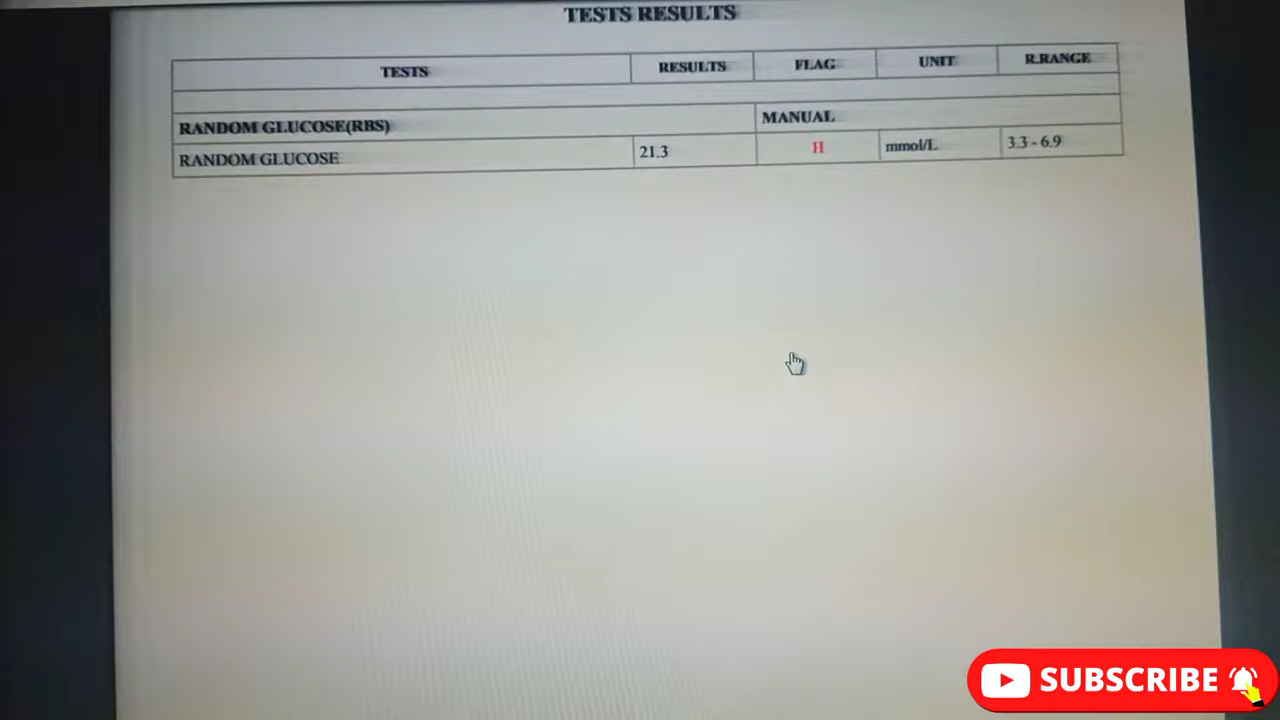 TESTS RESULTS
TESTS RESULTS FLAG UNIT R.RANGE
RANDOM GLUCOSE(RBS) MANUAL
RANDOM GLUCOSE 21.3 H mmol/L 3.3 - 6.9
SUBSCRIBE